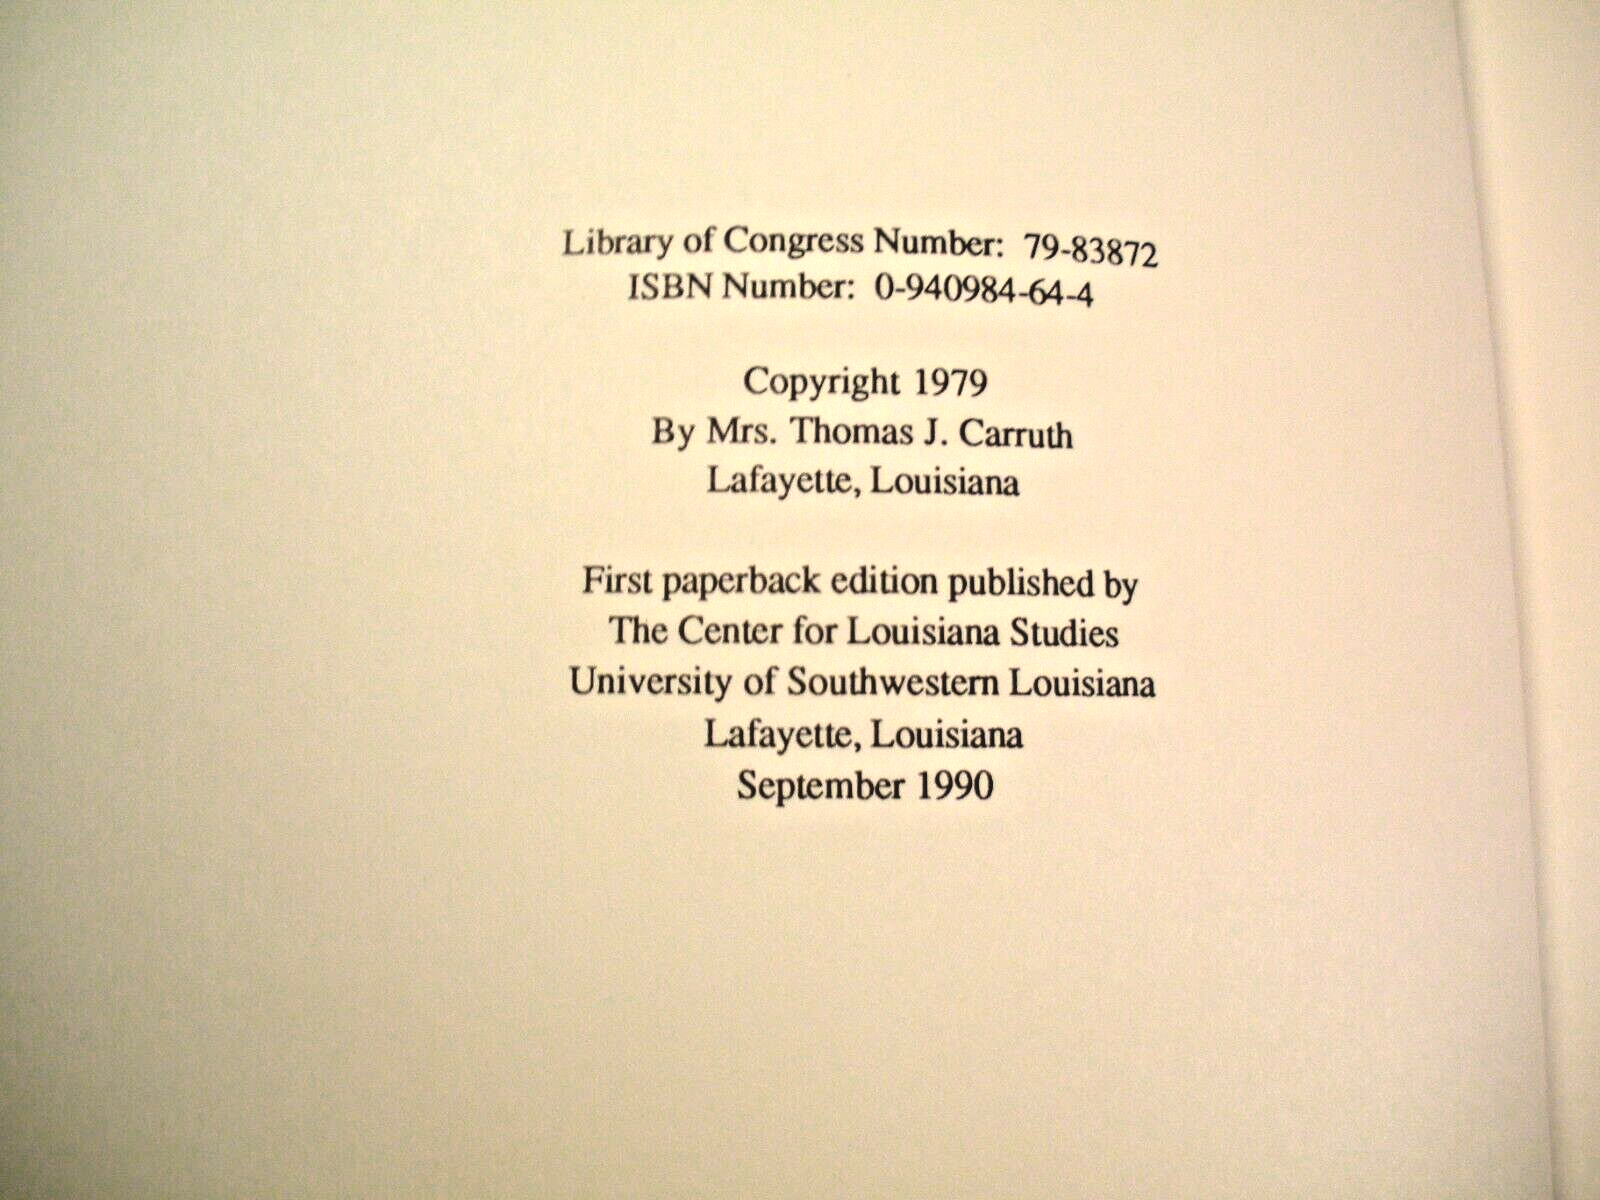 Library of Congress Number: 79-83872
ISBN Number: 0-940984-64-4
Copyright 1979
By Mrs. Thomas J. Carruth
Lafayette, Louisiana
First paperback edition published by
The Center for Louisiana Studies
University of Southwestern Louisiana
Lafayette, Louisiana
September 1990